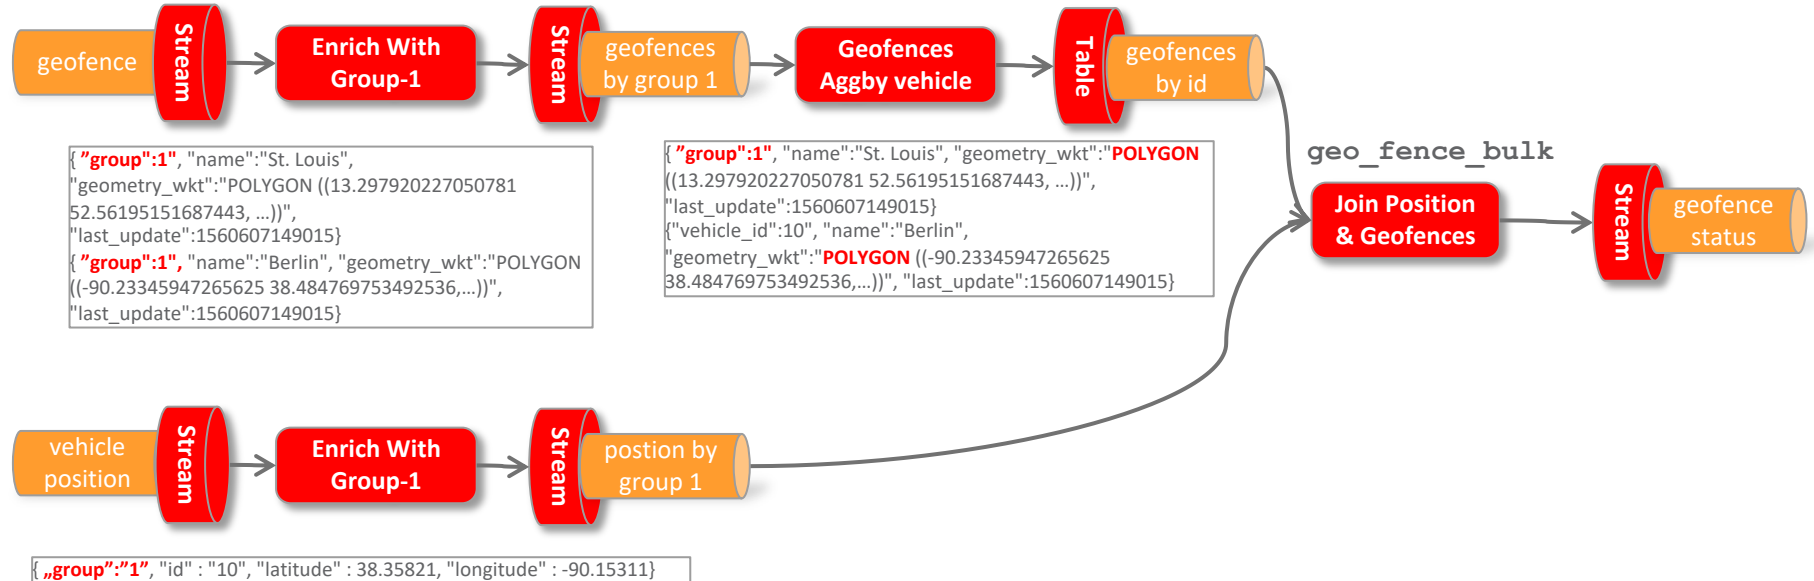 geofence
Stream
Enrich With
Group-1
Stream
geofences
by group 1
Geofences
Aggby vehicle
Table
geofences
by id
{ ”group":1", "name":"St. Louis",
"geometry_wkt":"POLYGON ((13.297920227050781
52.56195151687443, ...))",
"last_update":1560607149015}
{ ”group":1", "name":"Berlin", "geometry_wkt":"POLYGON
((-90.23345947265625 38.484769753492536,...))",
"last_update":1560607149015}
{ ”group":1", "name":"St. Louis", "geometry_wkt":"POLYGON
((13.297920227050781 52.56195151687443, ...))",
"last_update":1560607149015}
{"vehicle_id":10", "name":"Berlin",
"geometry_wkt":"POLYGON ((-90.23345947265625
38.484769753492536,...))", "last_update":1560607149015}
geo_fence_bulk
Join Position
& Geofences
Stream
geofence
status
vehicle
position
Stream
Enrich With
Group-1
Stream
postion by
group 1
{ „group”:”1”, "id" : "10", "latitude" : 38.35821, "longitude" : -90.15311}